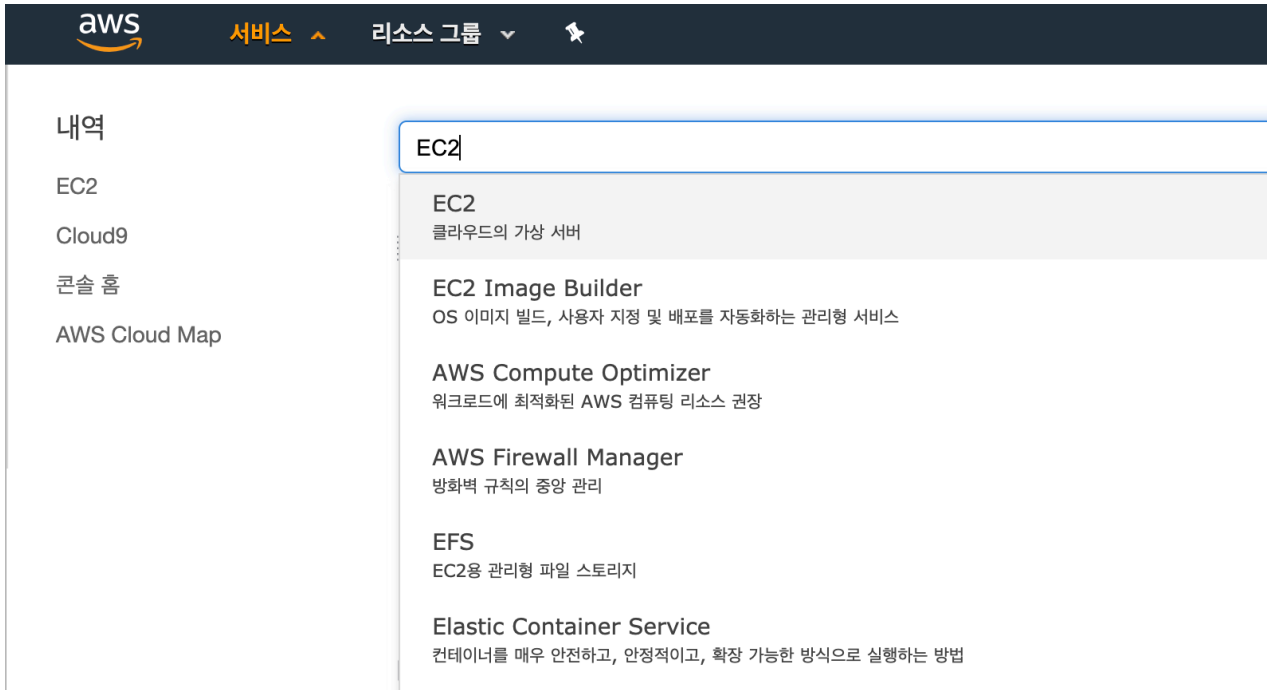 aws 서비스 리소스 그룹
내역
EC2
Cloud9
콘솔 홈
AWS Cloud Map
EC2
EC2
클라우드의 가상 서버
EC2 Image Builder
OS 이미지 빌드, 사용자 지정 및 배포를 자동화하는 관리형 서비스
AWS Compute Optimizer
워크로드에 최적화된 AWS 컴퓨팅 리소스 권장
AWS Firewall Manager
방화벽 규칙의 중앙 관리
EFS
EC2용 관리형 파일 스토리지
Elastic Container Service
컨테이너를 매우 안전하고, 안정적이고, 확장 가능한 방식으로 실행하는 방법